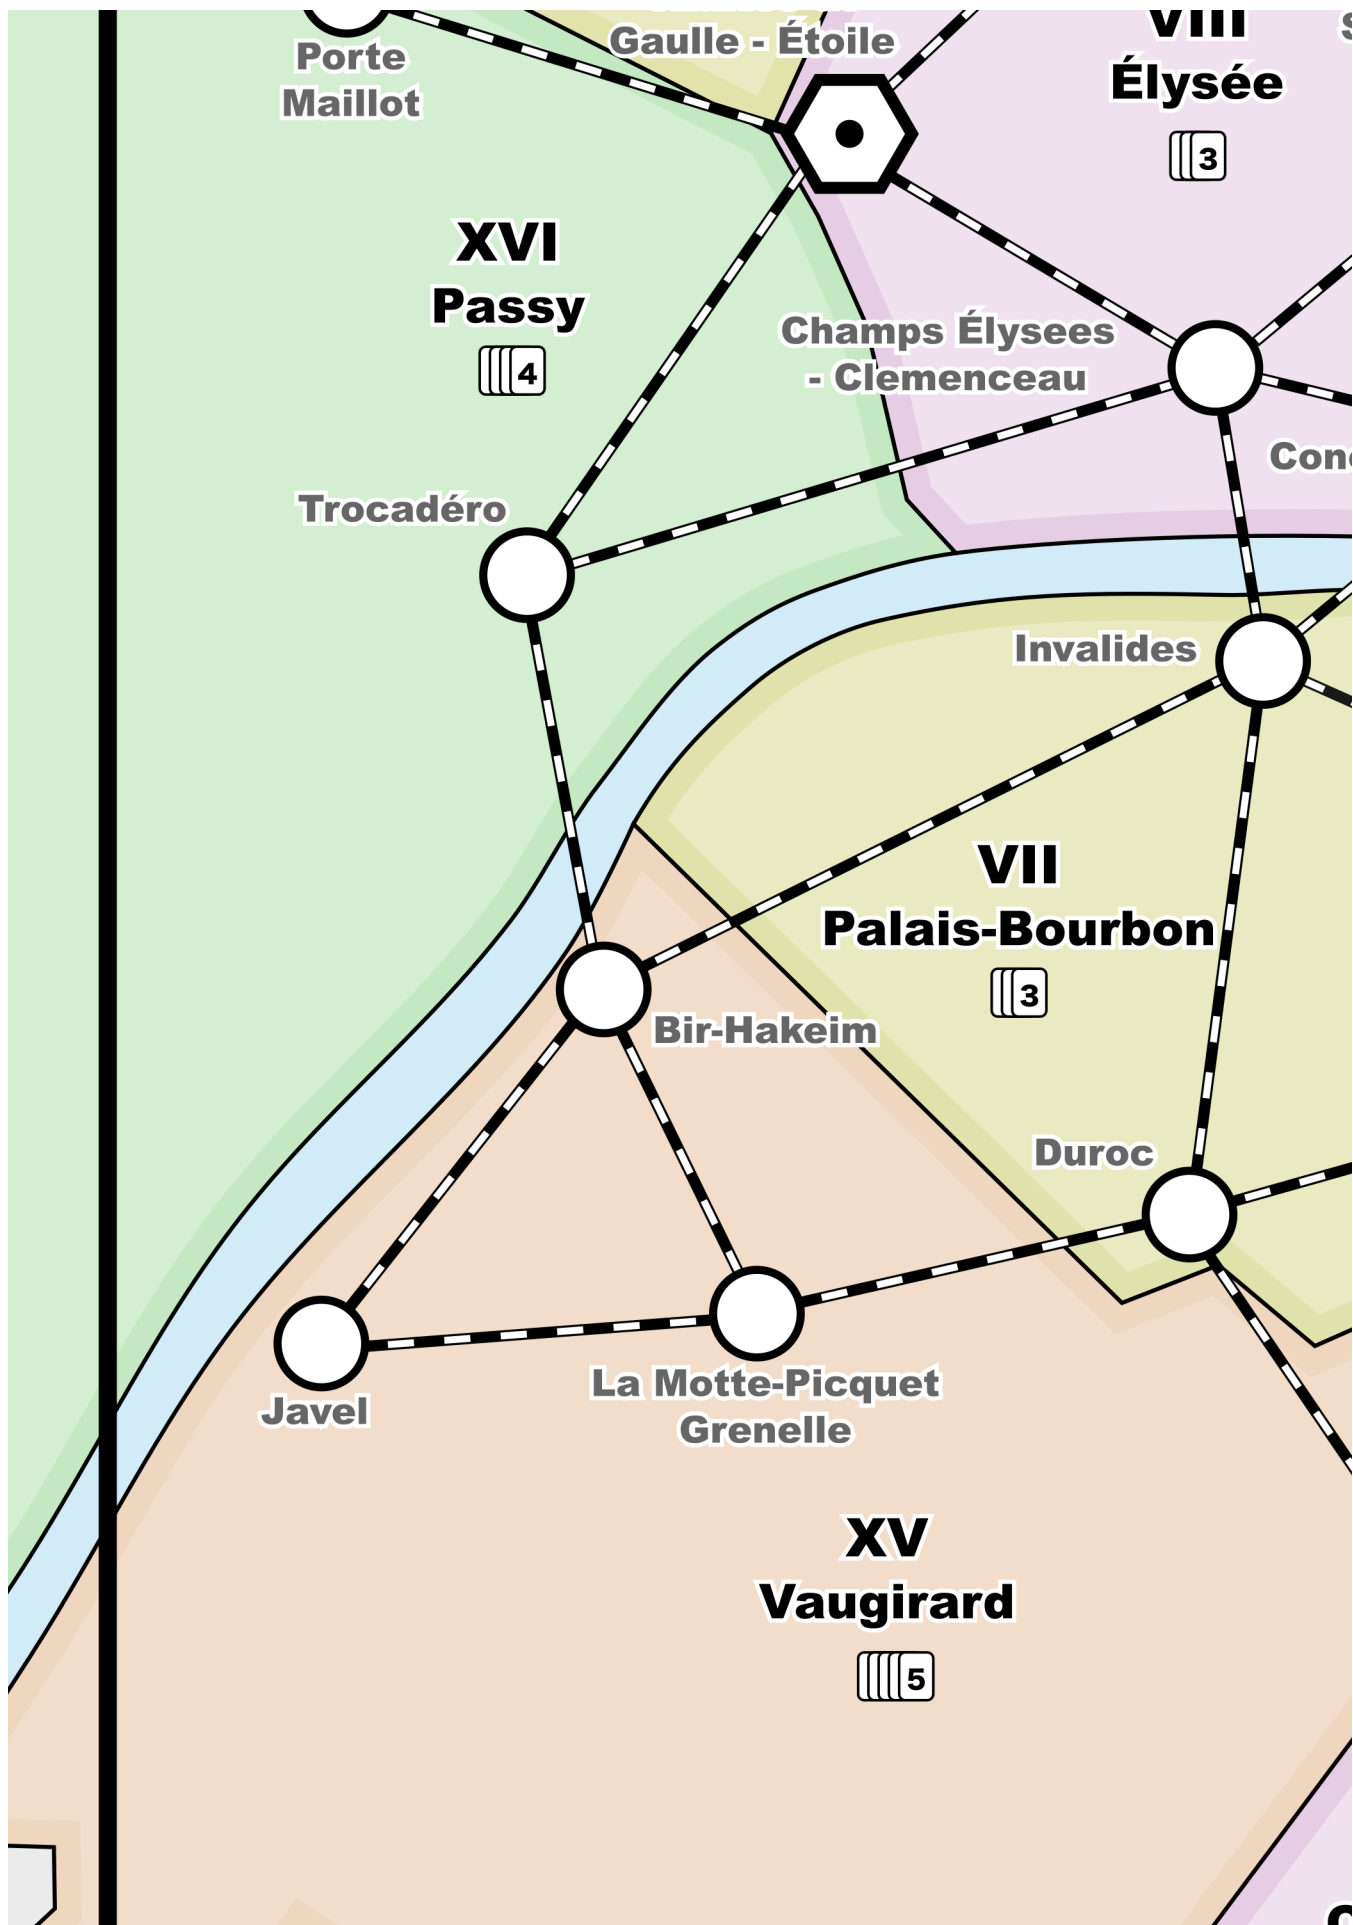 Gaulle - Étoile
VIII
Élysée
3
Porte
Maillot
XVI
Passy
4
Champs Élysees
- Clemenceau
Trocadéro
Invalides
VII
Palais-Bourbon
3
Bir-Hakeim
Duroc
Javel
La Motte-Picquet
Grenelle
XV
Vaugirard
5